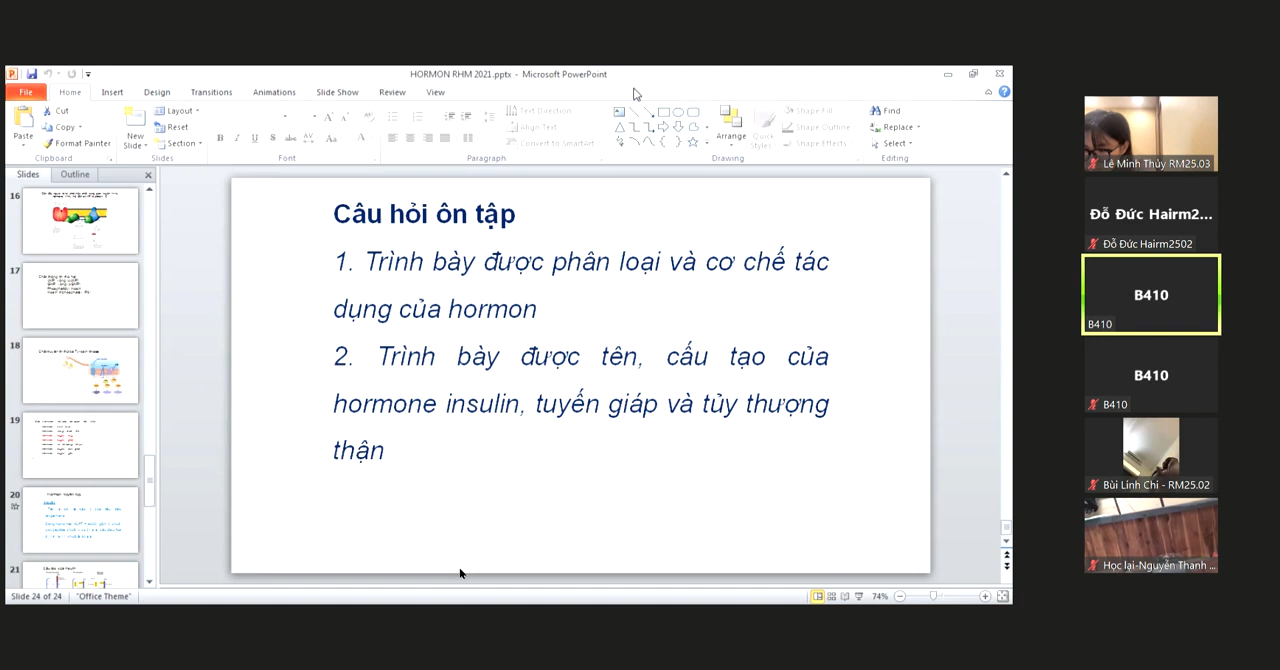 HORMON RHM 2021.pptx - Microsoft PowerPoint
File Home Insert Design Transitions Animations Slide Show Review View
Paste
Cut
Copy
Format Painter
Clipboard
New Slide
Layout
Reset
Section
Slides
Font
Text Direction
Align Text
Convert to SmartArt
Paragraph
Arrange
Quick Styles
Shape Fill
Shape Outline
Shape Effects
Drawing
Find
Replace
Select
Editing
Slides Outline
16
17
18
19
20
21
Câu hỏi ôn tập
1. Trình bày được phân loại và cơ chế tác
dụng của hormon
2. Trình bày được tên, cấu tạo của
hormone insulin, tuyến giáp và tủy thượng
thận
Slide 24 of 24 "Office Theme" 74%
Lê Minh Thủy RM25.03
Đỗ Đức Hairm2...
Đỗ Đức Hairm2502
B410
B410
B410
B410
Bùi Linh Chi - RM25.02
Học lại-Nguyễn Thanh ...